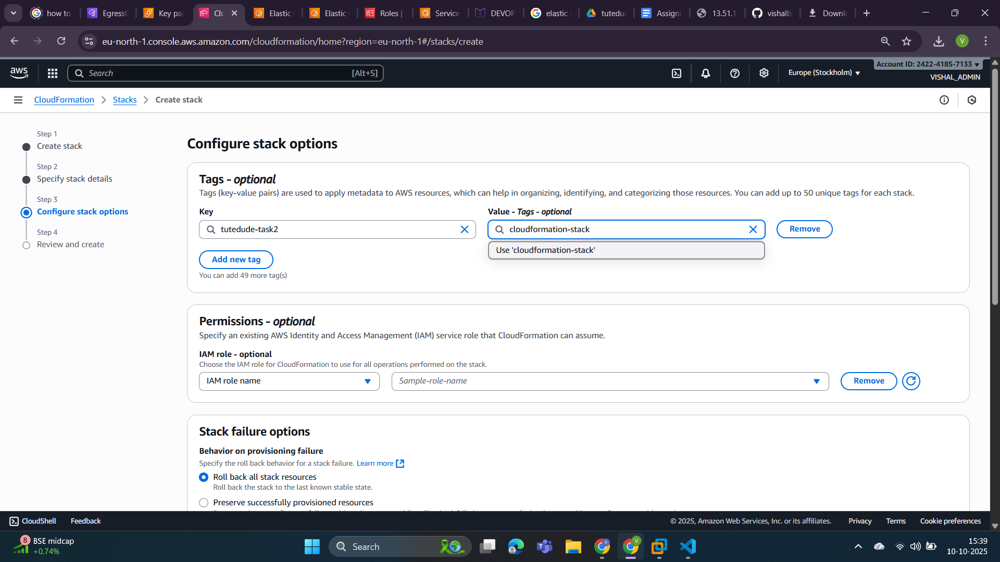 how to
EgressC
Key pai
Clo
Elastic
Elastic
Roles |
Service
DEVOP
elastic
tutedud
Assignm
13.51.1
vishalb
Downlo
eu-north-1.console.aws.amazon.com/cloudformation/home?region=eu-north-1#/stacks/create
V
aws
Search
[Alt+S]
Europe (Stockholm)
Account ID: 2422-4185-7133
VISHAL_ADMIN
CloudFormation
Stacks
Create stack
Step 1
Create stack
Step 2
Specify stack details
Step 3
Configure stack options
Step 4
Review and create
Configure stack options
Tags - optional
Tags (key-value pairs) are used to apply metadata to AWS resources, which can help in organizing, identifying, and categorizing those resources. You can add up to 50 unique tags for each stack.
Key
Value - Tags - optional
tutedude-task2
cloudformation-stack
Remove
Use 'cloudformation-stack'
Add new tag
You can add 49 more tag(s)
Permissions - optional
Specify an existing AWS Identity and Access Management (IAM) service role that CloudFormation can assume.
IAM role - optional
Choose the IAM role for CloudFormation to use for all operations performed on the stack.
IAM role name
Sample-role-name
Remove
Stack failure options
Behavior on provisioning failure
Specify the roll back behavior for a stack failure. Learn more
Roll back all stack resources
Roll back the stack to the last known stable state.
Preserve successfully provisioned resources
CloudShell
Feedback
© 2025, Amazon Web Services, Inc. or its affiliates.
Privacy
Terms
Cookie preferences
8
BSE midcap
+0.74%
Search
V
15:39
10-10-2025